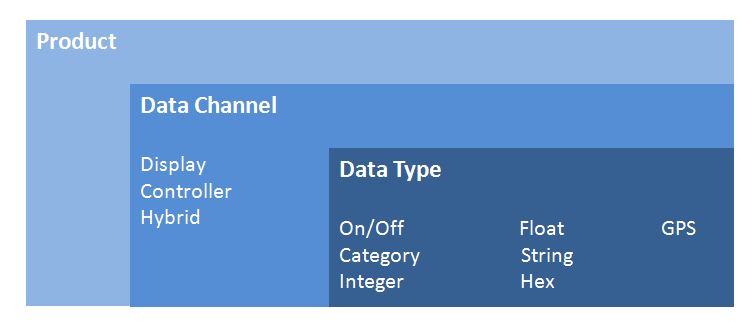 Product
Data Channel
Display
Controller
Hybrid
Data Type
On/Off Float GPS
Category String
Integer Hex